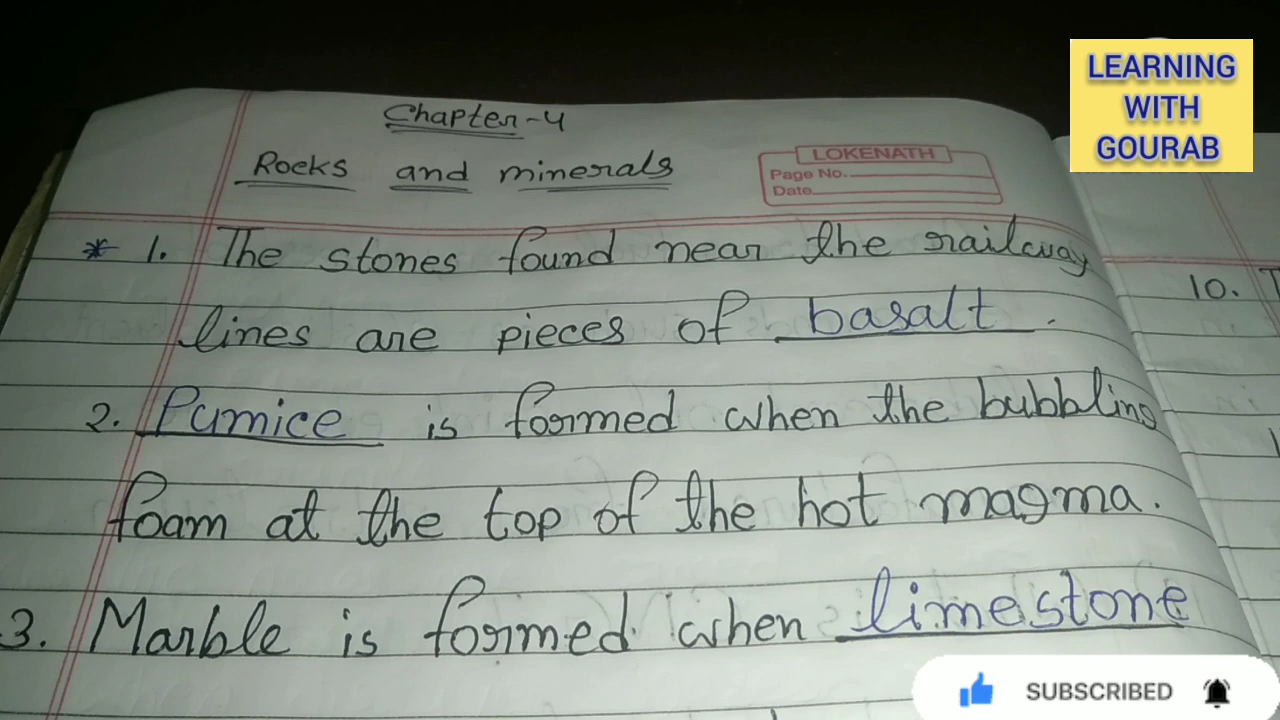 LEARNING
WITH
GOURAB
Chapter-4
Rocks and minerals
LOKENATH
Page No.
Date
* 1. The stones found near the railway
lines are pieces of basalt.
2. Pumice is formed when the bubbling
foam at the top of the hot magma.
3. Marble is formed when limestone
10.
SUBSCRIBED